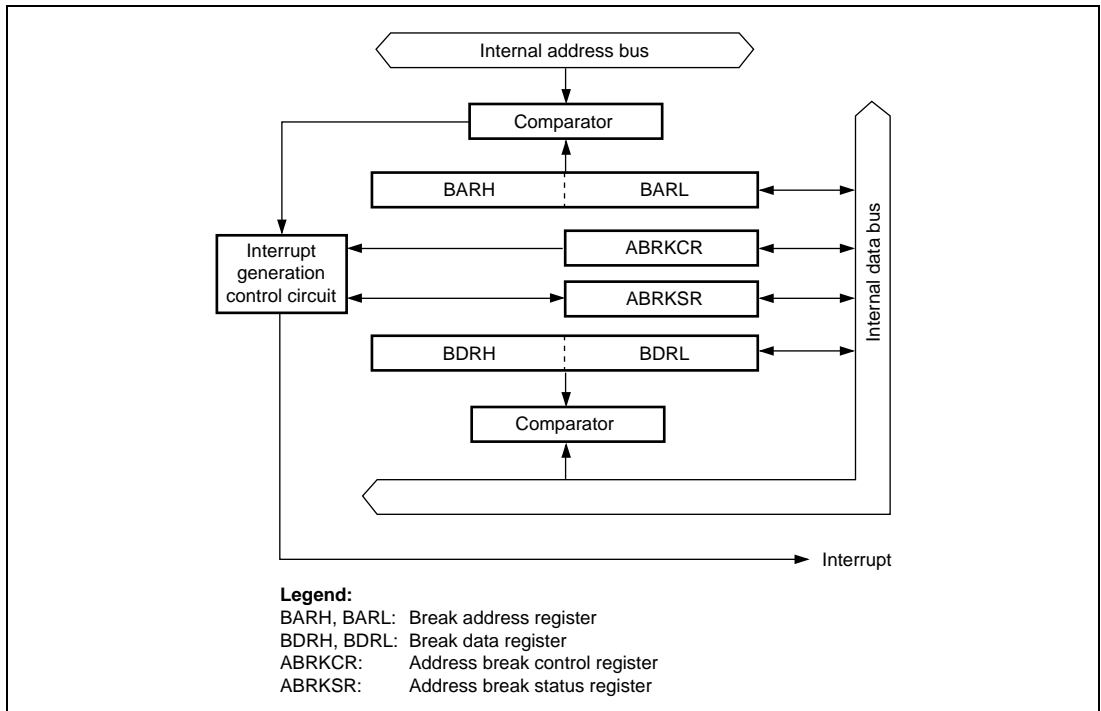 Internal address bus
Comparator
BARH
BARL
Internal data bus
Interrupt
generation
control circuit
ABRKCR
ABRKSR
BDRH
BDRL
Comparator
Interrupt
Legend:
BARH, BARL: Break address register
BDRH, BDRL: Break data register
ABRKCR: Address break control register
ABRKSR: Address break status register